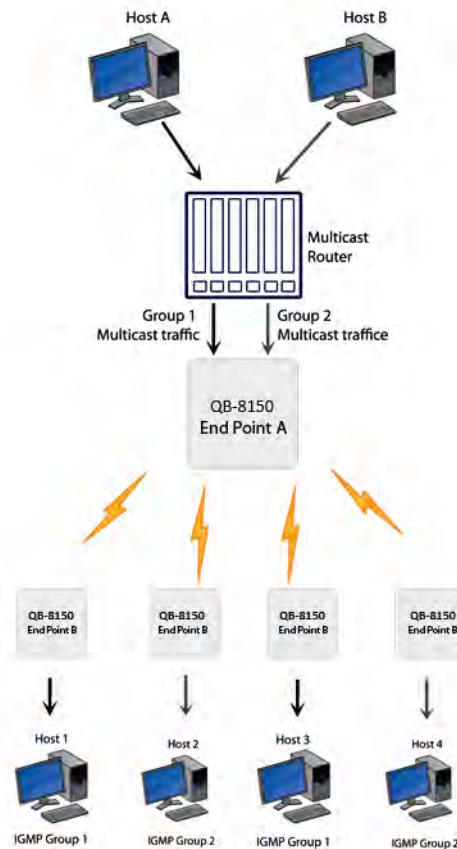 Host A
Host B
Multicast
Router
Group 1
Multicast traffic
Group 2
Multicast traffice
QB-8150
End Point A
QB-8150
End Point B
QB-8150
End Point B
QB-8150
End Point B
QB-8150
End Point B
Host 1
Host 2
Host 3
Host 4
IGMP Group 1
IGMP Group 2
IGMP Group 1
IGMP Group 2